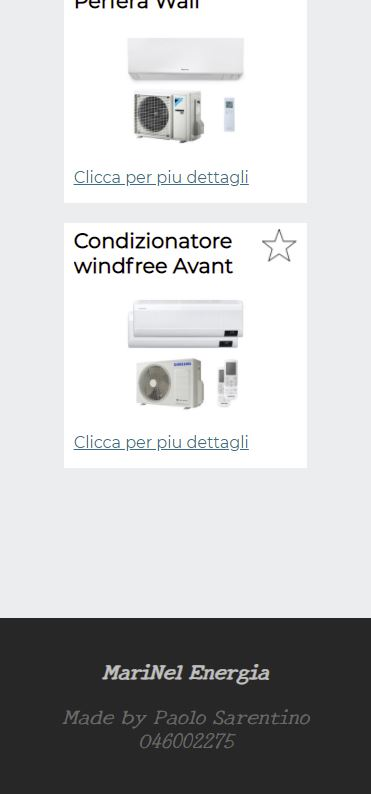 Perfera Wall
Clicca per piu dettagli
Condizionatore
windfree Avant
SAMSUNG
Clicca per piu dettagli
MariNel Energia
Made by Paolo Sarentino
046002275